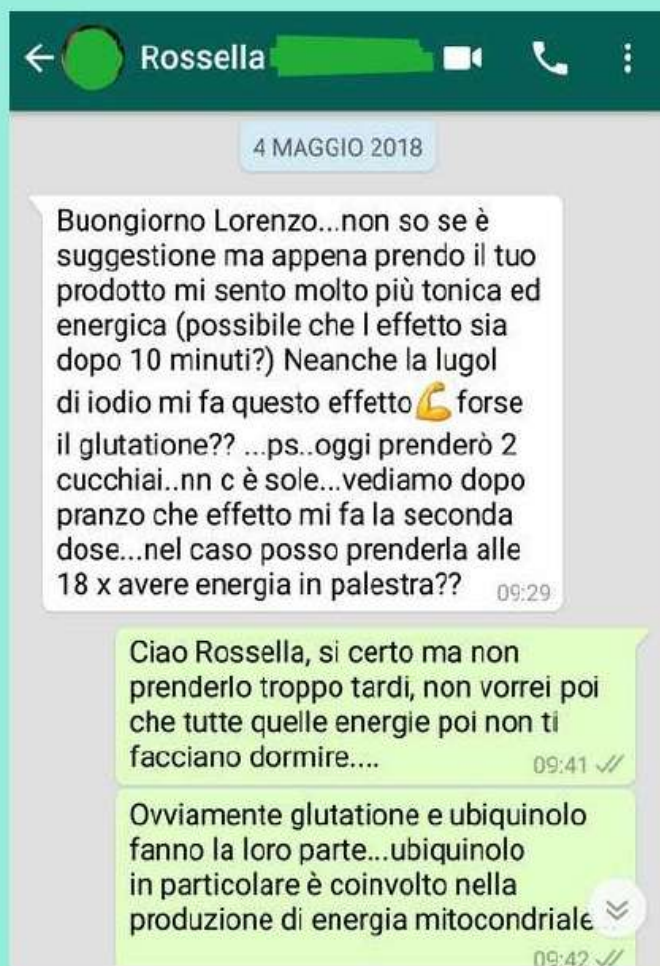 Rossella
4 MAGGIO 2018
Buongiorno Lorenzo...non so se è
suggestione ma appena prendo il tuo
prodotto mi sento molto più tonica ed
energica (possibile che l effetto sia
dopo 10 minuti?) Neanche la lugol
di iodio mi fa questo effetto💪forse
il glutatione?? ...ps..oggi prenderò 2
cucchiai..nn c è sole...vediamo dopo
pranzo che effetto mi fa la seconda
dose...nel caso posso prenderla alle
18 x avere energia in palestra??
09:29
Ciao Rossella, si certo ma non
prenderlo troppo tardi, non vorrei poi
che tutte quelle energie poi non ti
facciano dormire....
09:41
Ovviamente glutatione e ubiquinolo
fanno la loro parte...ubiquinolo
in particolare è coinvolto nella
produzione di energia mitocondriale
09:42